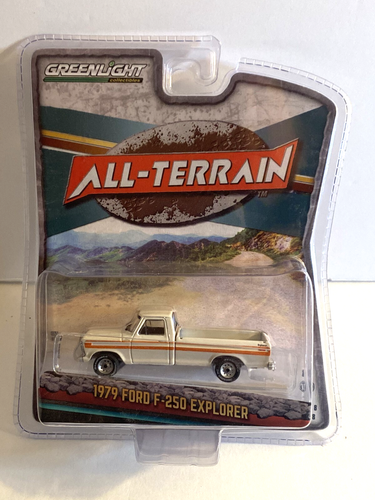 GREENLIGHT
collectibles
ALL-TERRAIN
TM
1979 FORD F-250 EXPLORER